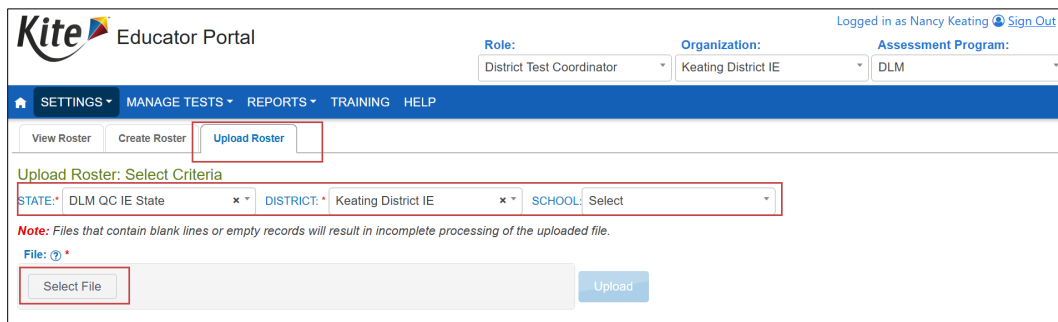 Logged in as Nancy Keating Sign Out
Kite Educator Portal
Role: Organization: Assessment Program:
District Test Coordinator Keating District IE DLM
SETTINGS MANAGE TESTS REPORTS TRAINING HELP
View Roster Create Roster Upload Roster
Upload Roster: Select Criteria
STATE:* DLM QC IE State × DISTRICT: * Keating District IE × SCHOOL: Select
Note: Files that contain blank lines or empty records will result in incomplete processing of the uploaded file.
File: ? *
Select File Upload